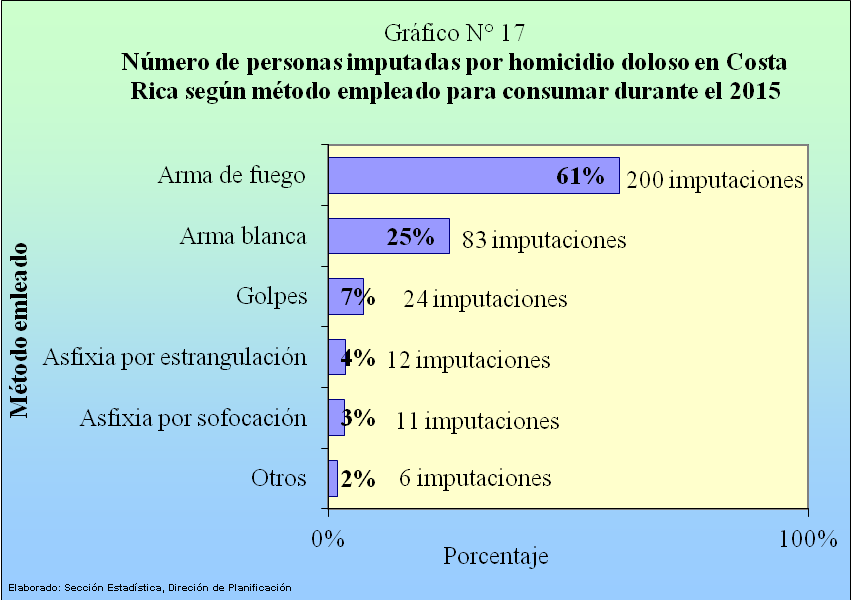 Gráfico N° 17
Número de personas imputadas por homicidio doloso en Costa
Rica según método empleado para consumar durante el 2015
Método emleado
Arma de fuego 61% 200 imputaciones
Arma blanca 25% 83 imputaciones
Golpes 7% 24 imputaciones
Asfixia por estrangulación 4% 12 imputaciones
Asfixia por sofocación 3% 11 imputaciones
Otros 2% 6 imputaciones
0% 100%
Porcentaje
Elaborado: Sección Estadística, Direción de Planificación